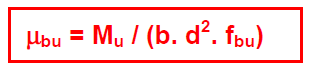 μbu = Mu / (b. d². fbu)